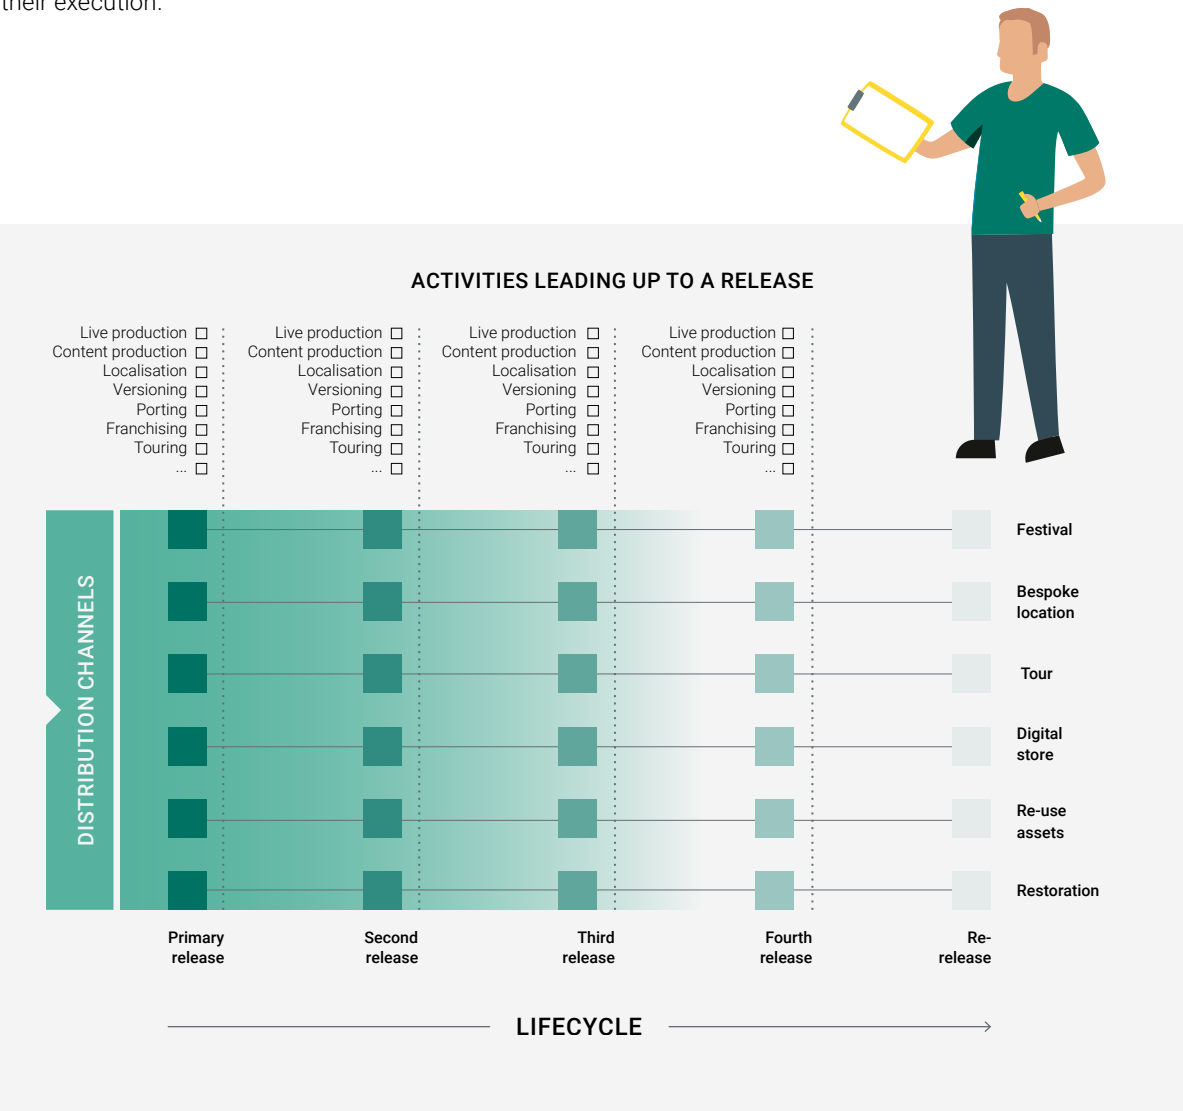 their execution.
ACTIVITIES LEADING UP TO A RELEASE
Live production
Content production
Localisation
Versioning
Porting
Franchising
Touring
...
Live production
Content production
Localisation
Versioning
Porting
Franchising
Touring
...
Live production
Content production
Localisation
Versioning
Porting
Franchising
Touring
...
Live production
Content production
Localisation
Versioning
Porting
Franchising
Touring
...
DISTRIBUTION CHANNELS
Festival
Bespoke
location
Tour
Digital
store
Re-use
assets
Restoration
Primary
release
Second
release
Third
release
Fourth
release
Re-
release
LIFECYCLE